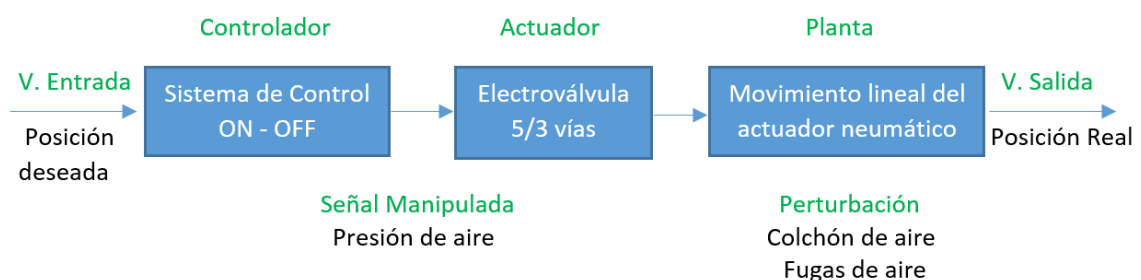 Controlador
Actuador
Planta
V. Entrada
Posición
deseada
Sistema de Control
ON - OFF
Electroválvula
5/3 vías
Movimiento lineal del
actuador neumático
V. Salida
Posición Real
Señal Manipulada
Presión de aire
Perturbación
Colchón de aire
Fugas de aire